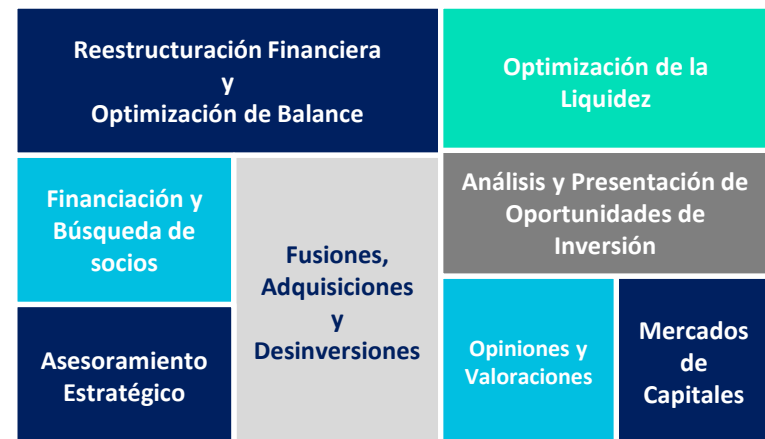 Reestructuración Financiera
y
Optimización de Balance
Optimización de la
Liquidez
Financiación y
Búsqueda de
socios
Fusiones,
Adquisiciones
y
Desinversiones
Análisis y Presentación de
Oportunidades de
Inversión
Asesoramiento
Estratégico
Opiniones y
Valoraciones
Mercados
de
Capitales